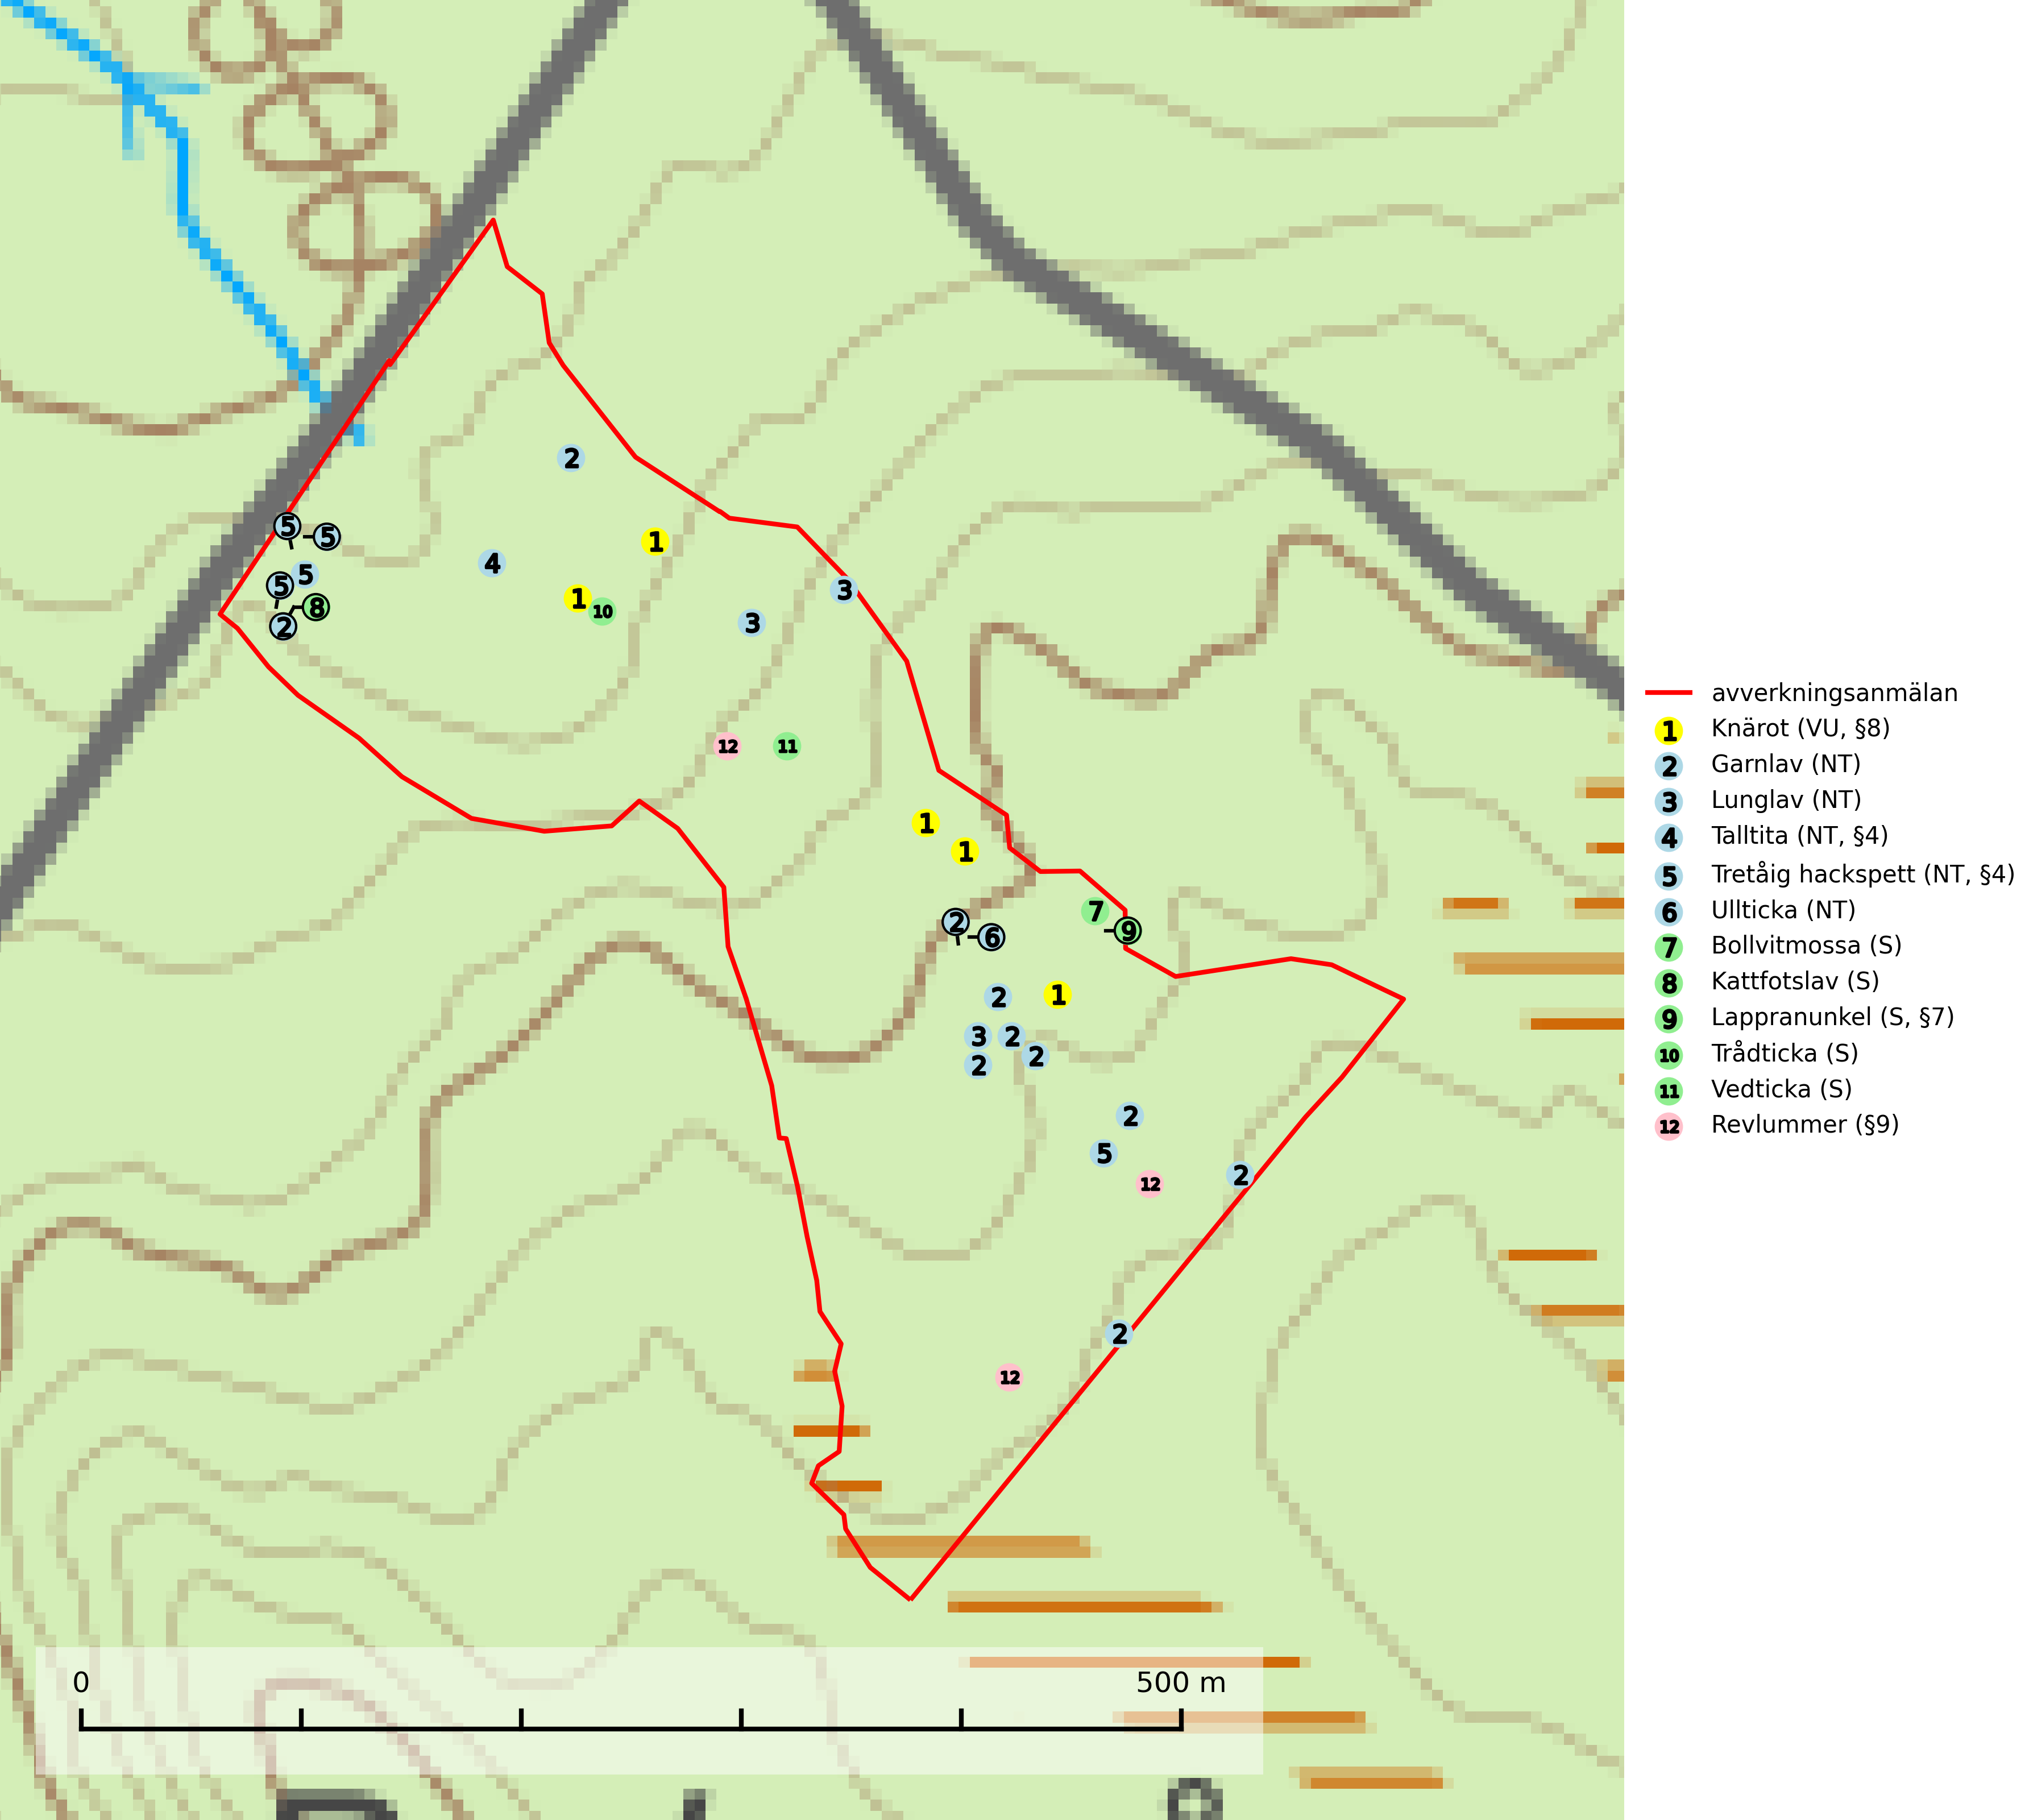 2
1
5
5
4
5
5
3
1
8
10
3
2
12
11
1
1
7
2
9
6
2
1
3
2
2
2
2
5
2
12
2
12
avverkningsanmälan
1 Knärot (VU, §8)
2 Garnlav (NT)
3 Lunglav (NT)
4 Talltita (NT, §4)
5 Tretåig hackspett (NT, §4)
6 Ullticka (NT)
7 Bollvitmossa (S)
8 Kattfotslav (S)
9 Lappranunkel (S, §7)
10 Trådticka (S)
11 Vedticka (S)
12 Revlummer (§9)
0 500 m